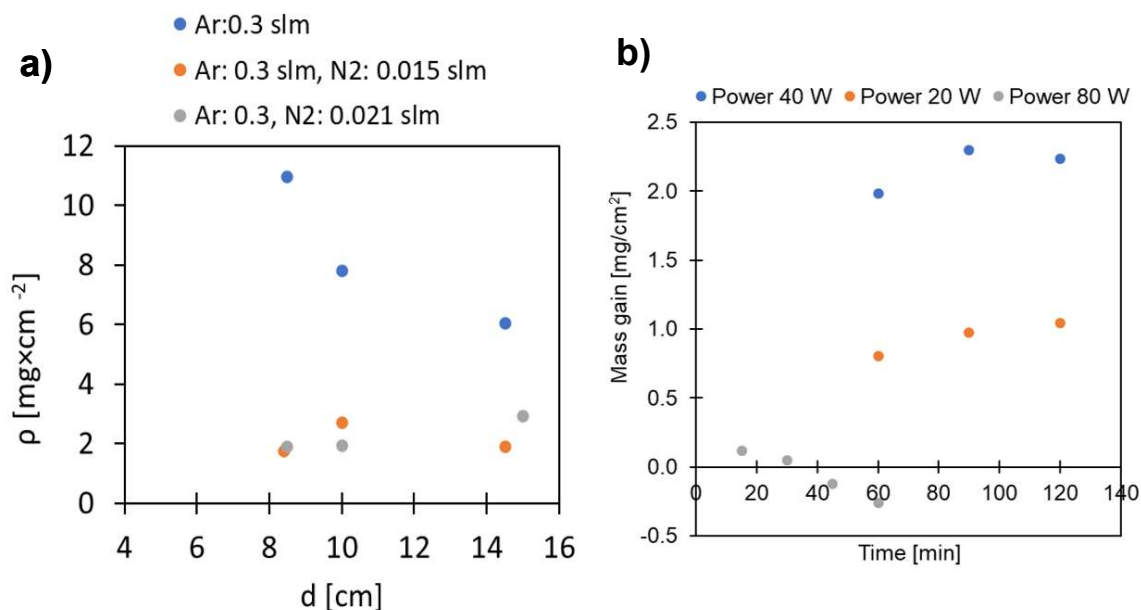 a)
Ar:0.3 slm
Ar: 0.3 slm, N2: 0.015 slm
Ar: 0.3, N2: 0.021 slm
12
10
8
6
4
2
0
ρ [mg×cm ⁻²]
4 6 8 10 12 14 16
d [cm]
b)
Power 40 W Power 20 W Power 80 W
2.5
2.0
1.5
1.0
0.5
0.0
-0.5
Mass gain [mg/cm²]
0 20 40 60 80 100 120 140
Time [min]